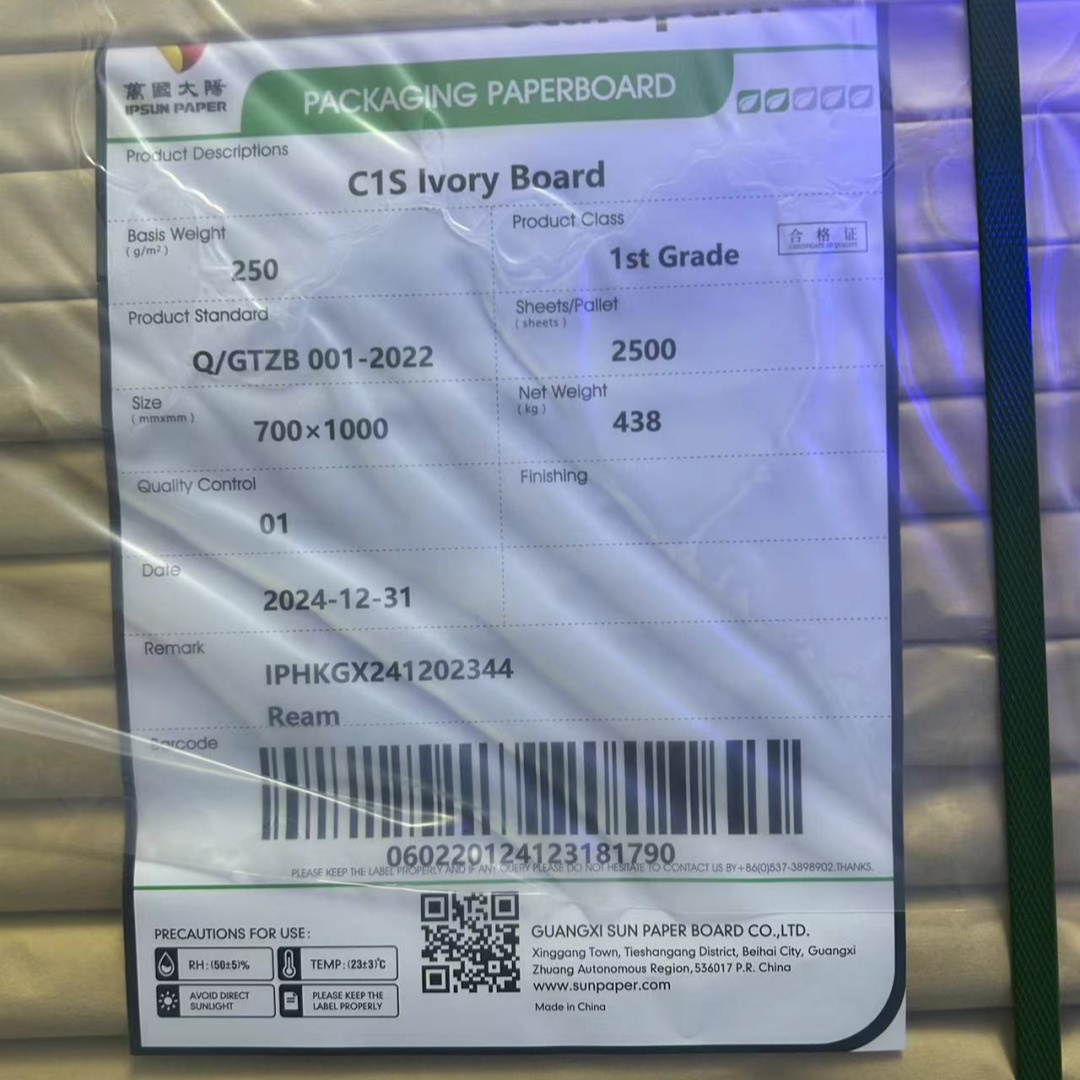 萬國太陽
IPSUN PAPER
PACKAGING PAPERBOARD
Product Descriptions
C1S Ivory Board
Basis Weight
( g/m² )
250
Product Class
1st Grade
合格证
Product Standard
Q/GTZB 001-2022
Sheets/Pallet
( sheets )
2500
Size
( mmxmm )
700×1000
Net Weight
( kg )
438
Quality Control
01
Finishing
Date
2024-12-31
Remark
IPHKGX241202344
Ream
Barcode
060220124123181790
PLEASE KEEP THE LABEL PROPERLY AND IF ANY QUERY PLEASE DO NOT HESITATE TO CONTACT US BY+86(0)537-3898902.THANKS.
PRECAUTIONS FOR USE:
RH:(50±5)%
TEMP:(23±3)℃
AVOID DIRECT
SUNLIGHT
PLEASE KEEP THE
LABEL PROPERLY
GUANGXI SUN PAPER BOARD CO.,LTD.
Xinggang Town, Tieshangang District, Beihai City, Guangxi
Zhuang Autonomous Region,536017 P.R. China
www.sunpaper.com
Made in China